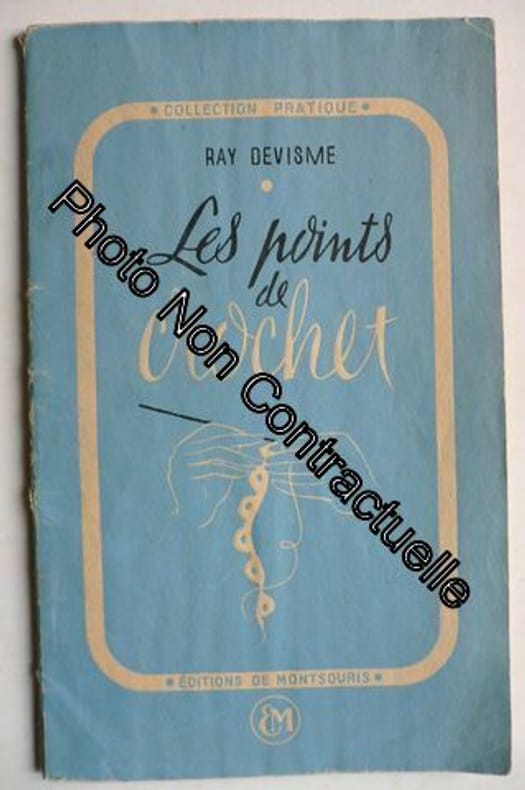 • COLLECTION PRATIQUE •
RAY DEVISME
Les points
de
Crochet
Photo Non Contractuelle
• ÉDITIONS DE MONTSOURIS •
EM